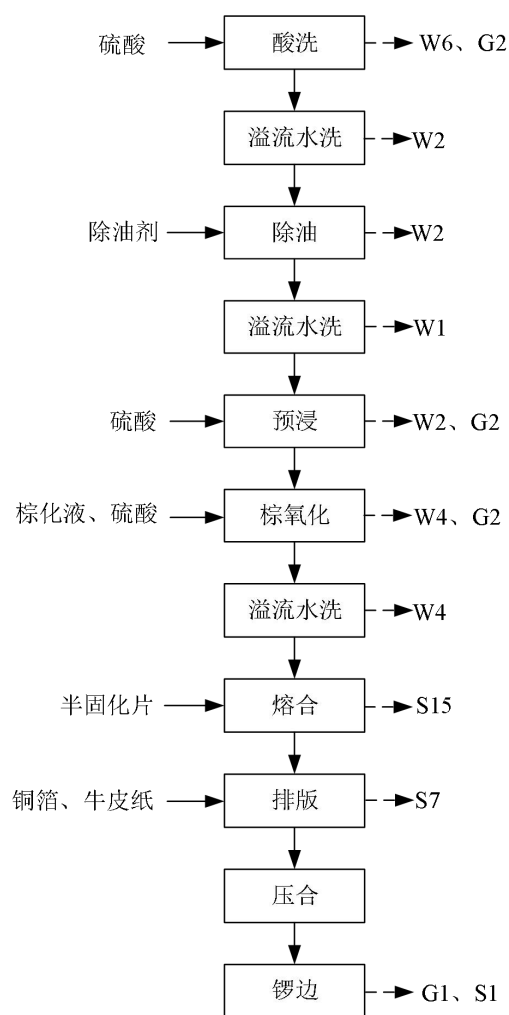 硫酸 酸洗 W6、G2
溢流水洗 W2
除油剂 除油 W2
溢流水洗 W1
硫酸 预浸 W2、G2
棕化液、硫酸 棕氧化 W4、G2
溢流水洗 W4
半固化片 熔合 S15
铜箔、牛皮纸 排版 S7
压合
锣边 G1、S1